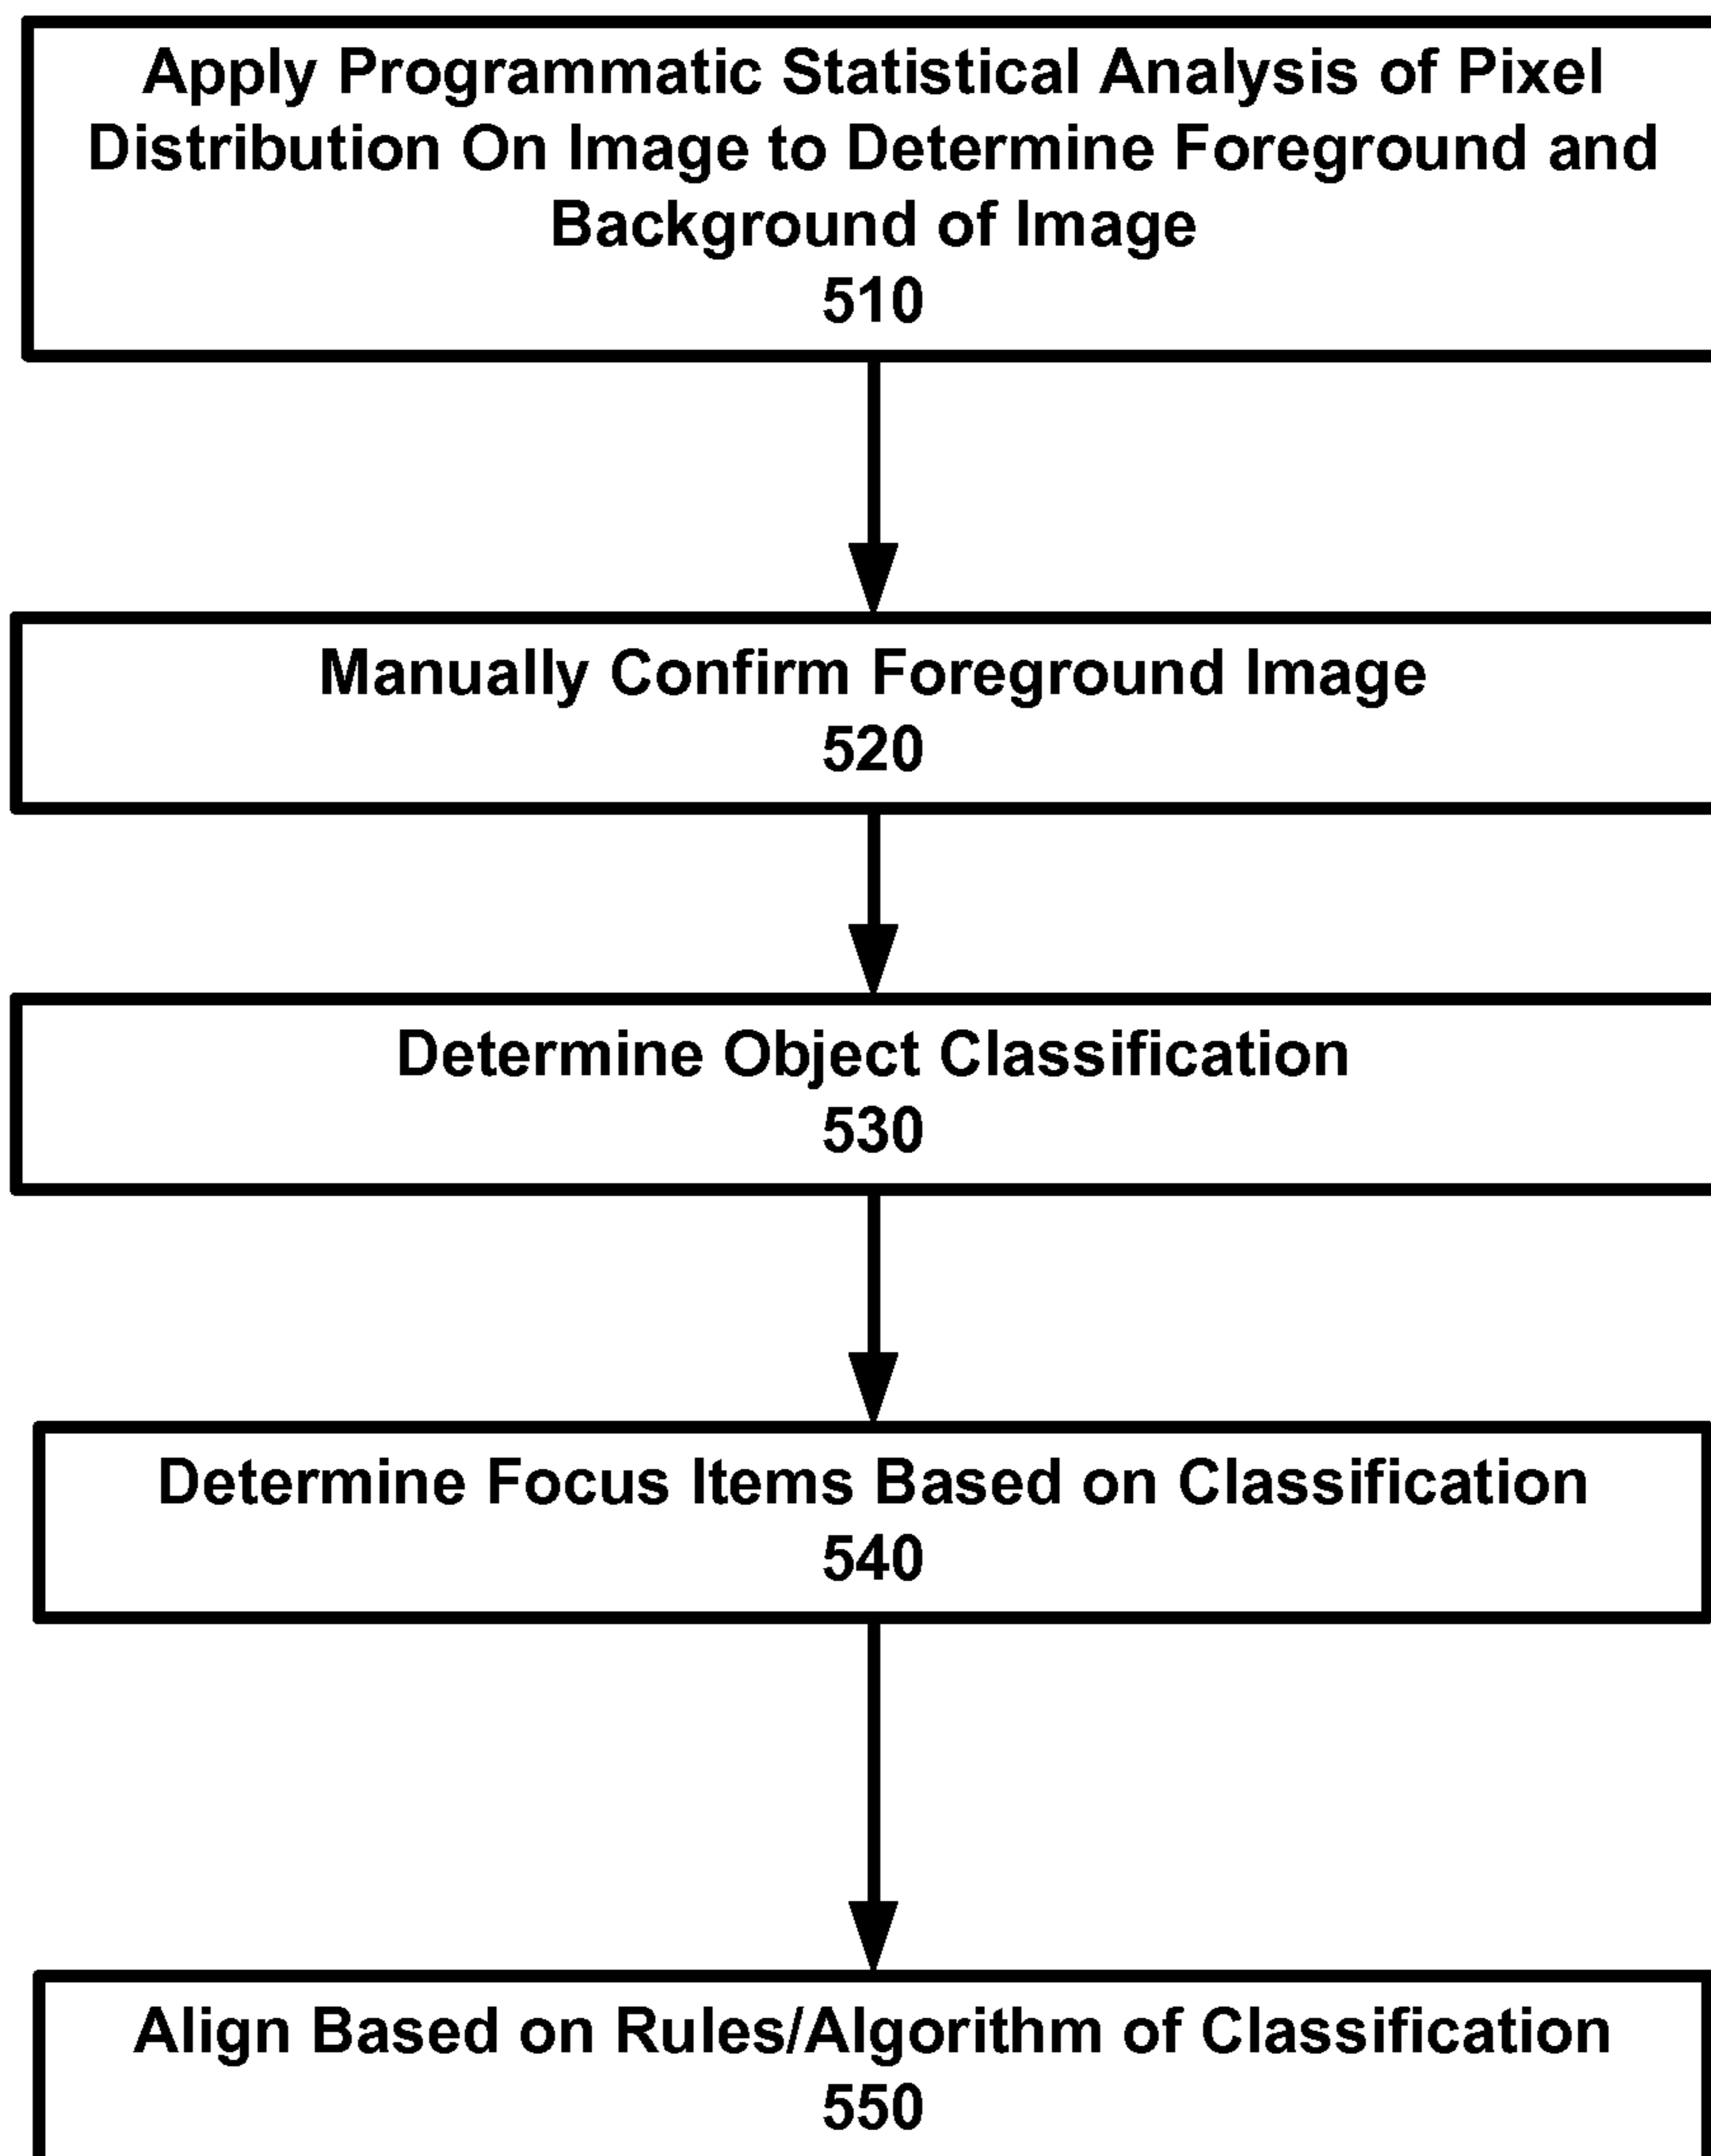 Apply Programmatic Statistical Analysis of Pixel
Distribution On Image to Determine Foreground and
Background of Image
510
Manually Confirm Foreground Image
520
Determine Object Classification
530
Determine Focus Items Based on Classification
540
Align Based on Rules/Algorithm of Classification
550